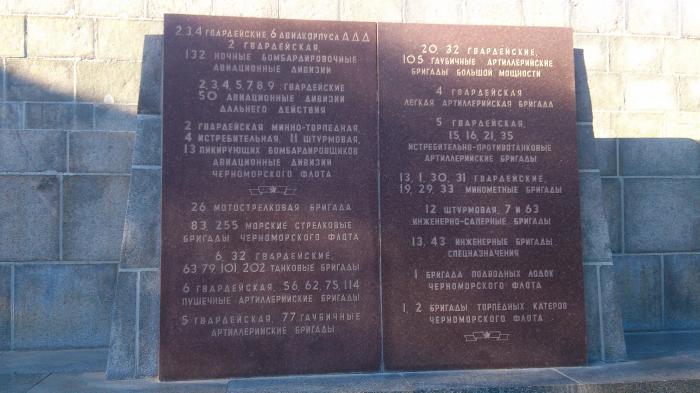 2,3,4 ГВАРДЕЙСКИЕ, 6 АВИАКОРПУСА Д Д Д
2 ГВАРДЕЙСКАЯ,
132 НОЧНЫЕ БОМБАРДИРОВОЧНЫЕ
АВИАЦИОННЫЕ ДИВИЗИИ
2,3,4,5,7,8,9 ГВАРДЕЙСКИЕ
50 АВИАЦИОННЫЕ ДИВИЗИИ
ДАЛЬНЕГО ДЕЙСТВИЯ
2 ГВАРДЕЙСКАЯ МИННО-ТОРПЕДНАЯ,
4 ИСТРЕБИТЕЛЬНАЯ, 11 ШТУРМОВАЯ,
13 ПИКИРУЮЩИХ БОМБАРДИРОВЩИКОВ
АВИАЦИОННЫЕ ДИВИЗИИ
ЧЕРНОМОРСКОГО ФЛОТА
26 МОТОСТРЕЛКОВАЯ БРИГАДА
83, 255 МОРСКИЕ СТРЕЛКОВЫЕ
БРИГАДЫ ЧЕРНОМОРСКОГО ФЛОТА
6, 32 ГВАРДЕЙСКИЕ,
63, 79, 101, 202 ТАНКОВЫЕ БРИГАДЫ
6 ГВАРДЕЙСКАЯ, 56, 62, 75, 114
ПУШЕЧНЫЕ АРТИЛЛЕРИЙСКИЕ БРИГАДЫ
5 ГВАРДЕЙСКАЯ, 77 ГАУБИЧНЫЕ
АРТИЛЛЕРИЙСКИЕ БРИГАДЫ
20, 32 ГВАРДЕЙСКИЕ,
105 ГАУБИЧНЫЕ АРТИЛЛЕРИЙСКИЕ
БРИГАДЫ БОЛЬШОЙ МОЩНОСТИ
4 ГВАРДЕЙСКАЯ
ЛЕГКАЯ АРТИЛЛЕРИЙСКАЯ БРИГАДА
5 ГВАРДЕЙСКАЯ,
15, 16, 21, 35
ИСТРЕБИТЕЛЬНО-ПРОТИВОТАНКОВЫЕ
АРТИЛЛЕРИЙСКИЕ БРИГАДЫ
13, 1, 30, 31 ГВАРДЕЙСКИЕ,
19, 29, 33 МИНОМЕТНЫЕ БРИГАДЫ
12 ШТУРМОВАЯ, 7 И 63
ИНЖЕНЕРНО-САПЕРНЫЕ БРИГАДЫ
13, 43 ИНЖЕНЕРНЫЕ БРИГАДЫ
СПЕЦНАЗНАЧЕНИЯ
1 БРИГАДА ПОДВОДНЫХ ЛОДОК
ЧЕРНОМОРСКОГО ФЛОТА
1, 2 БРИГАДЫ ТОРПЕДНЫХ КАТЕРОВ
ЧЕРНОМОРСКОГО ФЛОТА